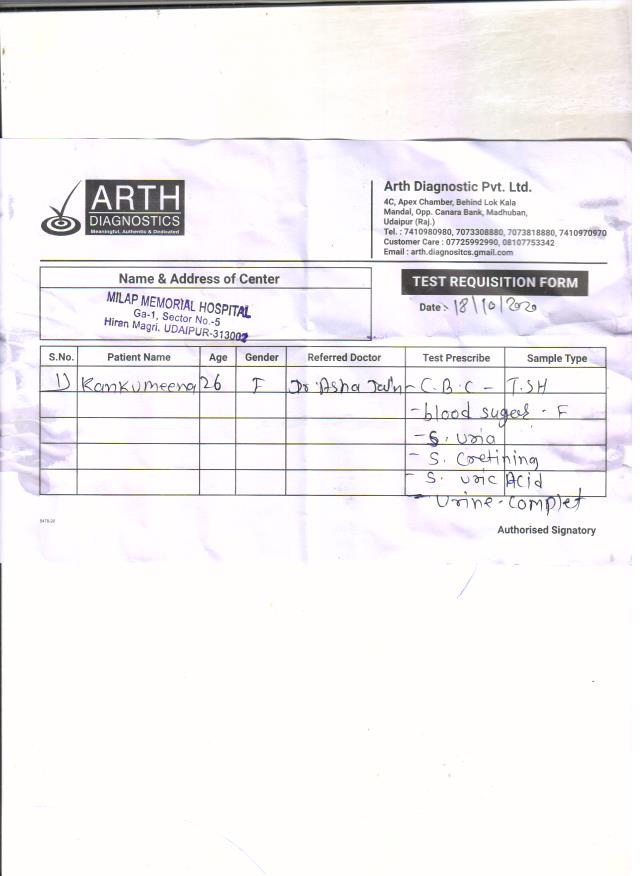 ARTH
DIAGNOSTICS
Meaningful, Authentic & Dedicated
Arth Diagnostic Pvt. Ltd.
4C, Apex Chamber, Behind Lok Kala
Mandal, Opp. Canara Bank, Madhuban,
Udaipur (Raj.)
Tel. : 7410980980, 7073308880, 7073818880, 7410970970
Customer Care : 07725992990, 08107753342
Email : arth.diagnositcs.gmail.com
Name & Address of Center
TEST REQUISITION FORM
MILAP MEMORIAL HOSPITAL
Ga-1, Sector No.-5
Hiran Magri. UDAIPUR-313002
Date :- 18/10/2020
S.No. Patient Name Age Gender Referred Doctor Test Prescribe Sample Type
1) Kankumeena 26 F Dr. Asha Jain - C.B.C - T.SH
- blood sugers - F
- S. uria
- S. Cretining
- S. uric Acid
- Urine - Complet
Authorised Signatory